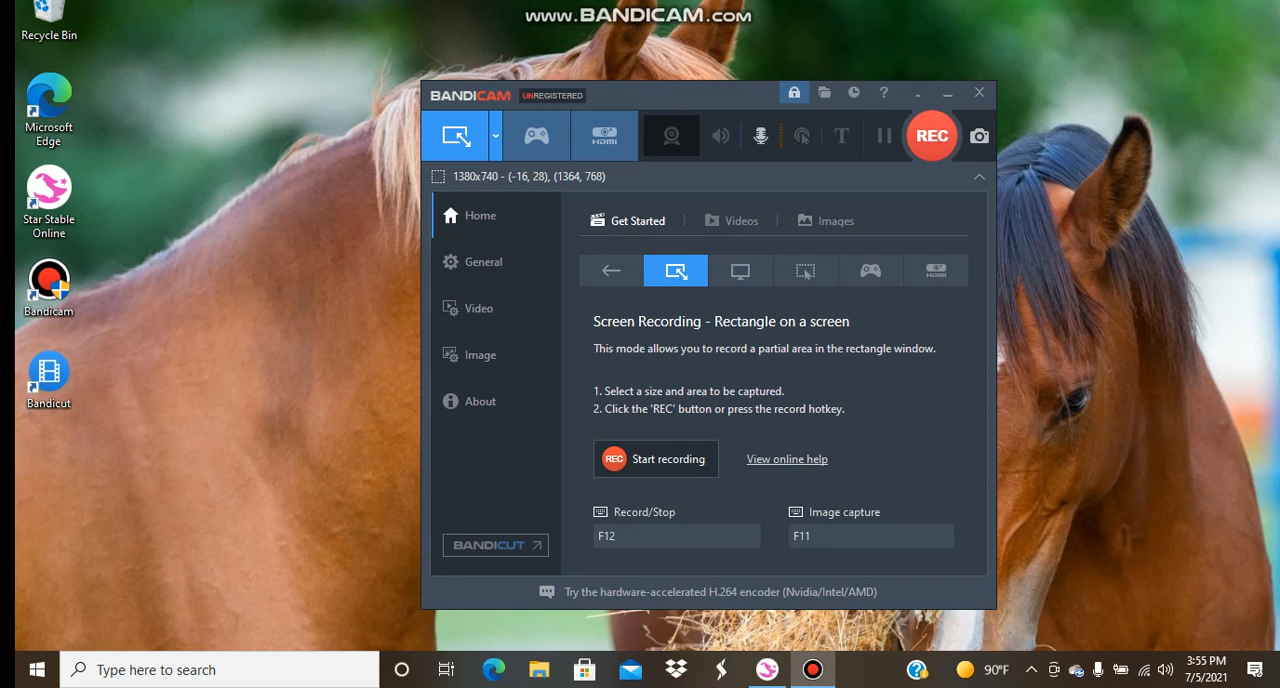 www.BANDICAM.com
Recycle Bin
Microsoft
Edge
Star Stable
Online
Bandicam
Bandicut
BANDICAM UNREGISTERED
?
HDMI
T
REC
1380x740 - (-16, 28), (1364, 768)
Home
General
Video
Image
About
BANDICUT
Get Started
Videos
Images
HDMI
Screen Recording - Rectangle on a screen
This mode allows you to record a partial area in the rectangle window.
1. Select a size and area to be captured.
2. Click the 'REC' button or press the record hotkey.
REC Start recording
View online help
Record/Stop
Image capture
F12
F11
Try the hardware-accelerated H.264 encoder (Nvidia/Intel/AMD)
Type here to search
90°F
3:55 PM
7/5/2021